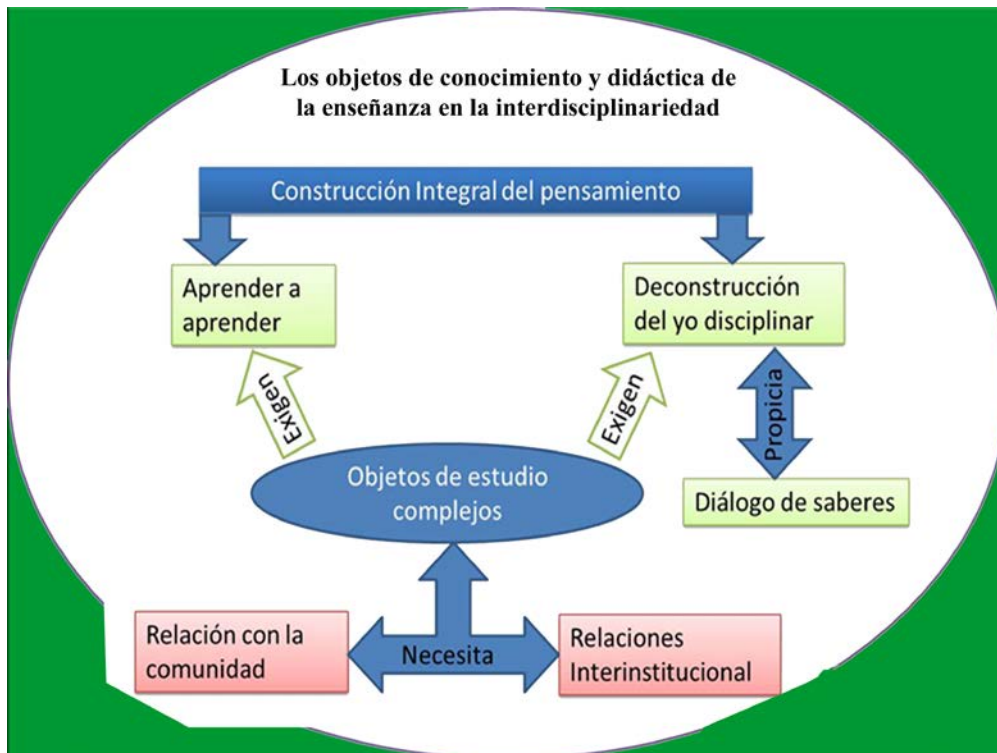 Los objetos de conocimiento y didáctica de
la enseñanza en la interdisciplinariedad
Construcción Integral del pensamiento
Aprender a
aprender
Deconstrucción
del yo disciplinar
Exigen
Exigen
Propicia
Objetos de estudio
complejos
Diálogo de saberes
Relación con la
comunidad
Necesita
Relaciones
Interinstitucional